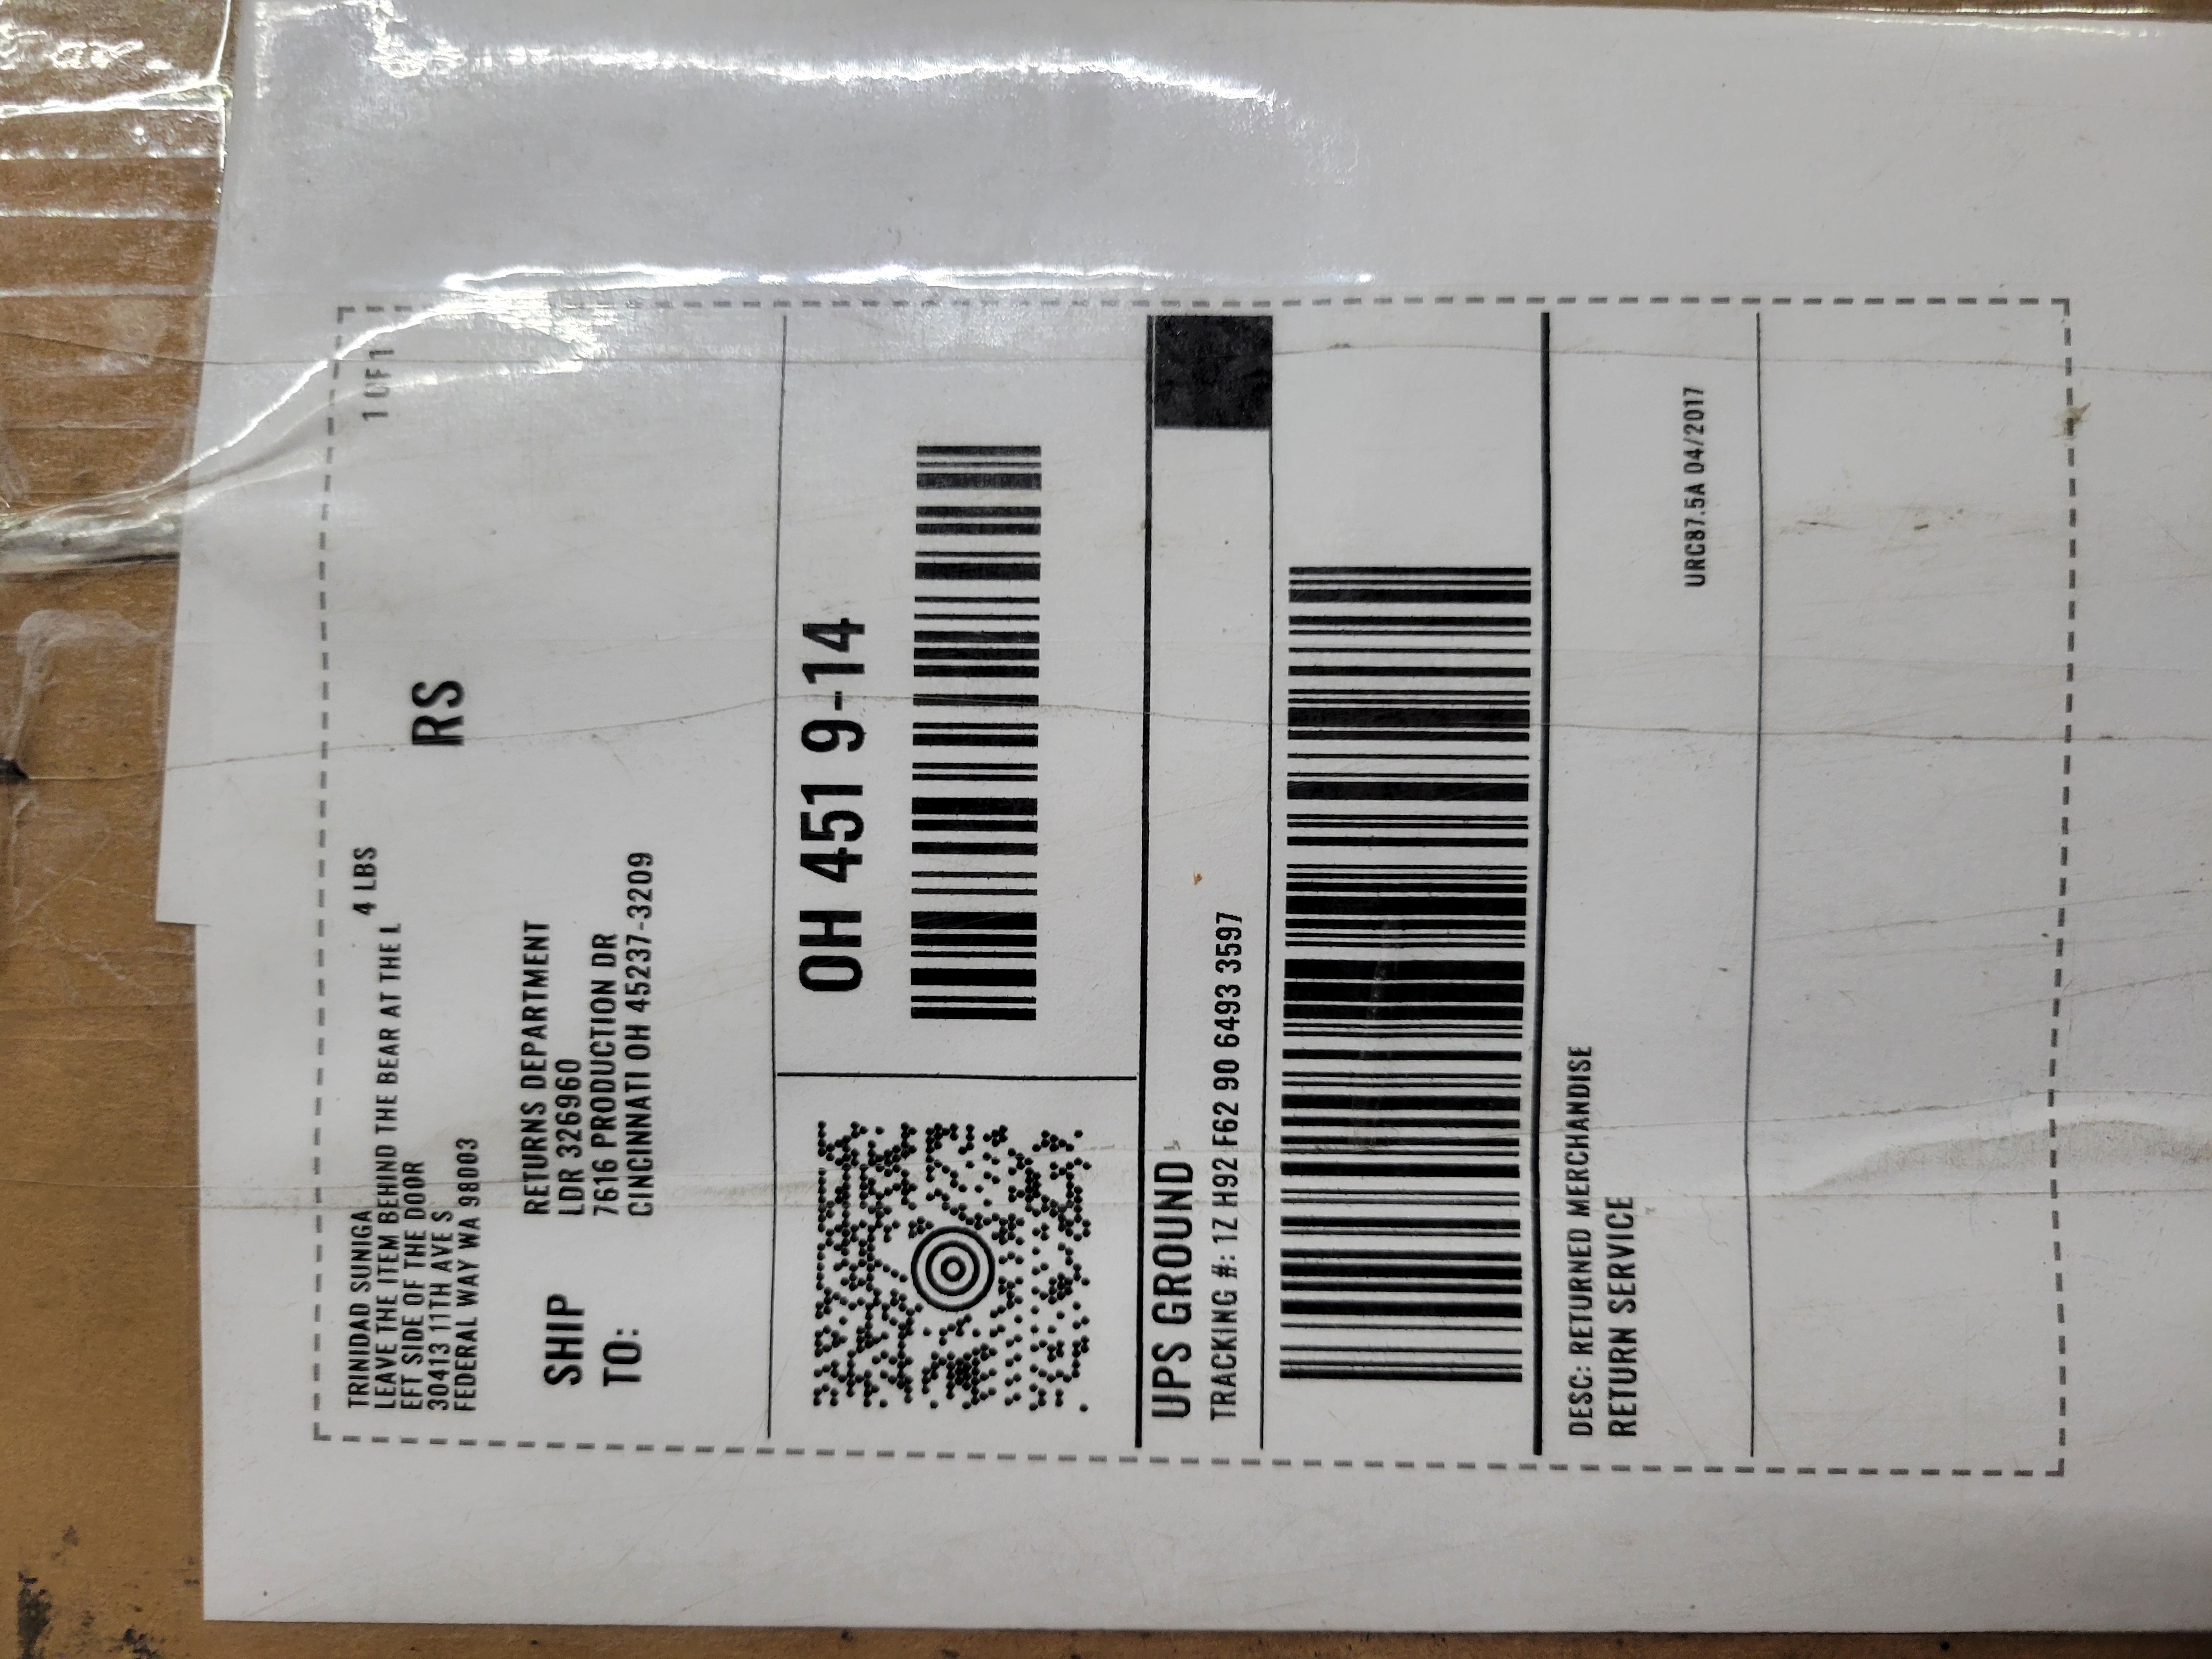 TRINIDAD SUNIGA
LEAVE THE ITEM BEHIND THE BEAR AT THE L
EFT SIDE OF THE DOOR
30413 11TH AVE S
FEDERAL WAY WA 98003
4 LBS
1 OF 1
RS
SHIP
TO:
RETURNS DEPARTMENT
LDR 326960
7616 PRODUCTION DR
CINCINNATI OH 45237-3209
OH 451 9-14
UPS GROUND
TRACKING #: 1Z H92 F62 90 6493 3597
DESC: RETURNED MERCHANDISE
RETURN SERVICE
URC87.5A 04/2017